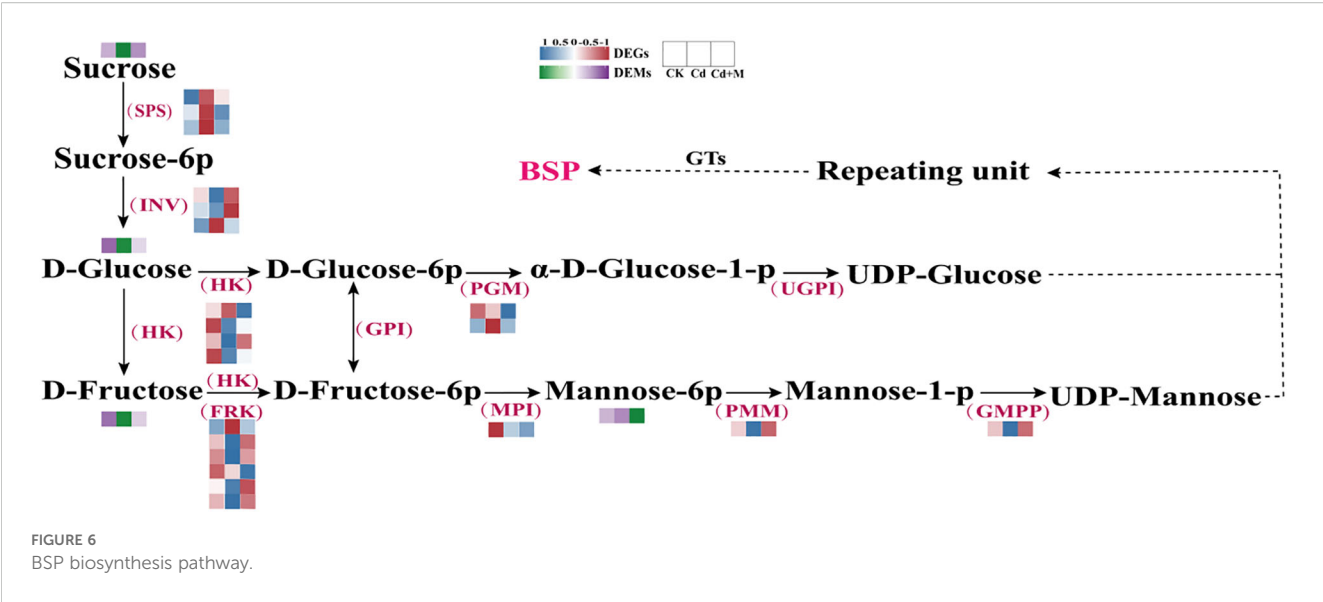 1 0.5 0 -0.5 -1
DEGs
DEMs
CK Cd Cd+M
Sucrose
(SPS)
Sucrose-6p
BSP
GTs
Repeating unit
(INV)
D-Glucose
(HK)
D-Glucose-6p
(PGM)
α-D-Glucose-1-p
(UGPI)
UDP-Glucose
(HK)
(GPI)
D-Fructose
(HK)
(FRK)
D-Fructose-6p
(MPI)
Mannose-6p
(PMM)
Mannose-1-p
(GMPP)
UDP-Mannose
FIGURE 6
BSP biosynthesis pathway.